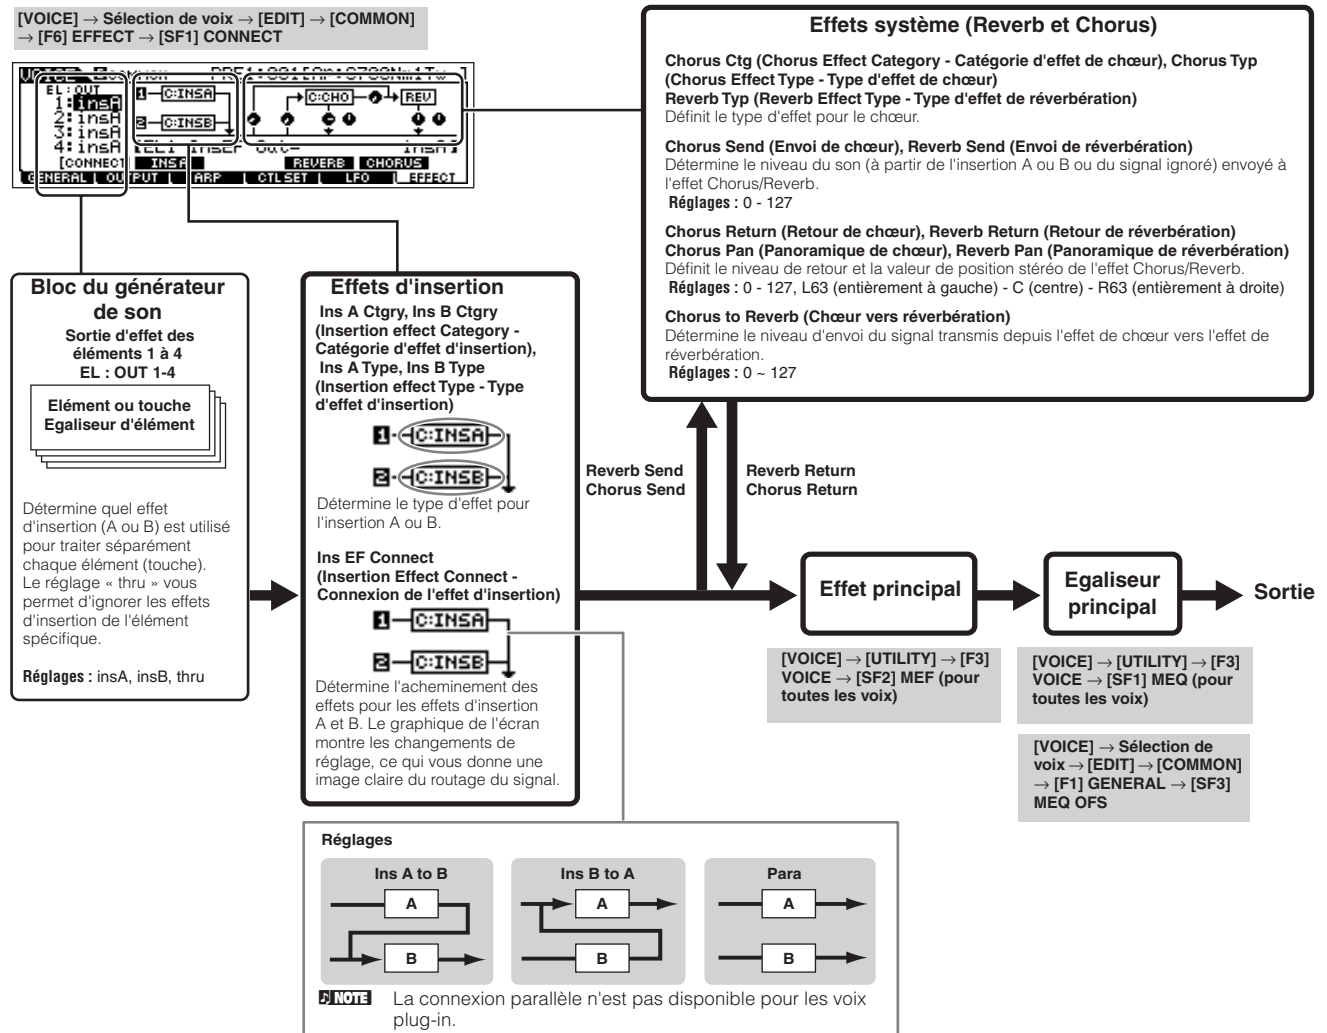 [VOICE] → Sélection de voix → [EDIT] → [COMMON]
→ [F6] EFFECT → [SF1] CONNECT
EL:OUT
1:insA
2:insA
3:insA
4:insA
1 C:INSA
2 C:INSB
C:CHO
REV
[CONNECT] INSA REVERB CHORUS
GENERAL OUTPUT ARP CTLSET LFO EFFECT
Effets système (Reverb et Chorus)
Chorus Ctg (Chorus Effect Category - Catégorie d'effet de chœur), Chorus Typ
(Chorus Effect Type - Type d'effet de chœur)
Reverb Typ (Reverb Effect Type - Type d'effet de réverbération)
Définit le type d'effet pour le chœur.
Chorus Send (Envoi de chœur), Reverb Send (Envoi de réverbération)
Détermine le niveau du son (à partir de l'insertion A ou B ou du signal ignoré) envoyé à
l'effet Chorus/Reverb.
Réglages : 0 - 127
Chorus Return (Retour de chœur), Reverb Return (Retour de réverbération)
Chorus Pan (Panoramique de chœur), Reverb Pan (Panoramique de réverbération)
Définit le niveau de retour et la valeur de position stéréo de l'effet Chorus/Reverb.
Réglages : 0 - 127, L63 (entièrement à gauche) - C (centre) - R63 (entièrement à droite)
Chorus to Reverb (Chœur vers réverbération)
Détermine le niveau d'envoi du signal transmis depuis l'effet de chœur vers l'effet de
réverbération.
Réglages : 0 ~ 127
Bloc du générateur
de son
Sortie d'effet des
éléments 1 à 4
EL : OUT 1-4
Elément ou touche
Egaliseur d'élément
Détermine quel effet
d'insertion (A ou B) est utilisé
pour traiter séparément
chaque élément (touche).
Le réglage « thru » vous
permet d'ignorer les effets
d'insertion de l'élément
spécifique.
Réglages : insA, insB, thru
Effets d'insertion
Ins A Ctgry, Ins B Ctgry
(Insertion effect Category -
Catégorie d'effet d'insertion),
Ins A Type, Ins B Type
(Insertion effect Type - Type
d'effet d'insertion)
1 C:INSA
2 C:INSB
Détermine le type d'effet pour
l'insertion A ou B.
Ins EF Connect
(Insertion Effect Connect -
Connexion de l'effet d'insertion)
1 C:INSA
2 C:INSB
Détermine l'acheminement des
effets pour les effets d'insertion
A et B. Le graphique de l'écran
montre les changements de
réglage, ce qui vous donne une
image claire du routage du signal.
Reverb Send
Chorus Send
Reverb Return
Chorus Return
Effet principal
Egaliseur
principal
Sortie
[VOICE] → [UTILITY] → [F3]
VOICE → [SF2] MEF (pour
toutes les voix)
[VOICE] → [UTILITY] → [F3]
VOICE → [SF1] MEQ (pour
toutes les voix)
[VOICE] → Sélection de
voix → [EDIT] → [COMMON]
→ [F1] GENERAL → [SF3]
MEQ OFS
Réglages
Ins A to B
A
B
Ins B to A
A
B
Para
A
B
NOTE La connexion parallèle n'est pas disponible pour les voix
plug-in.